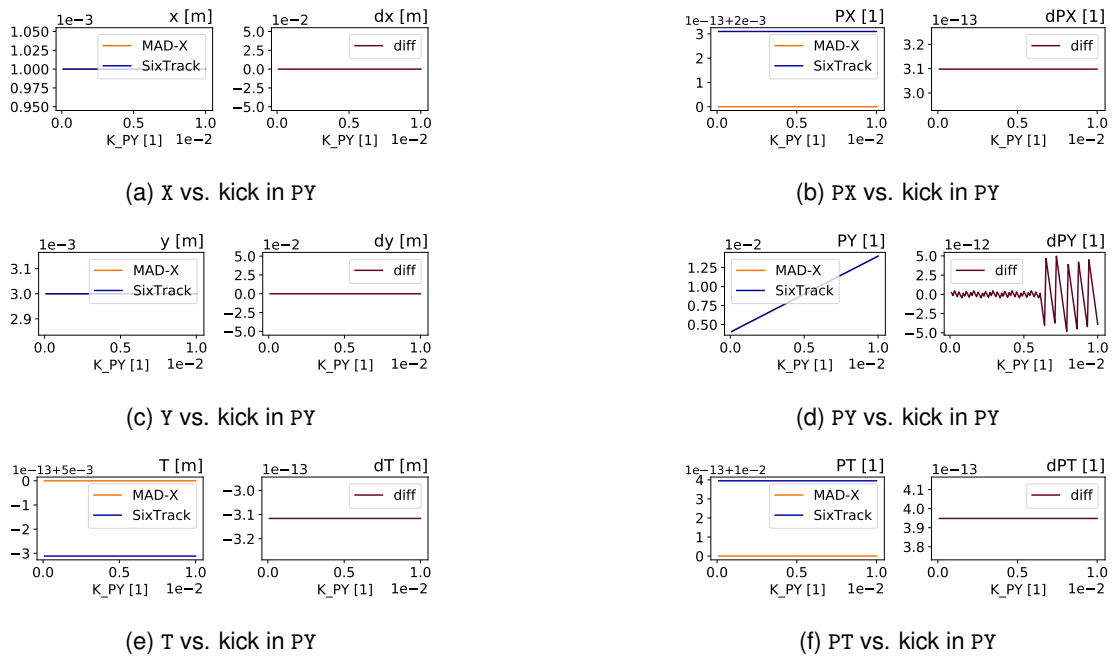 1e−3 x [m] 1e−2 dx [m]
1.050 5.0
1.025 2.5
1.000 0.0
0.975 −2.5
0.950 −5.0
MAD-X
SixTrack
diff
0.0 0.5 1.0 0.0 0.5 1.0
K_PY [1] 1e−2 K_PY [1] 1e−2
(a) X vs. kick in PY
1e−13+2e−3 PX [1] 1e−13 dPX [1]
3 3.2
2 3.1
1 3.0
0
MAD-X
SixTrack
diff
0.0 0.5 1.0 0.0 0.5 1.0
K_PY [1] 1e−2 K_PY [1] 1e−2
(b) PX vs. kick in PY
1e−3 y [m] 1e−2 dy [m]
3.1 5.0
3.0 2.5
2.9 0.0
−2.5
−5.0
MAD-X
SixTrack
diff
0.0 0.5 1.0 0.0 0.5 1.0
K_PY [1] 1e−2 K_PY [1] 1e−2
(c) Y vs. kick in PY
1e−2 PY [1] 1e−12 dPY [1]
1.25 5.0
1.00 2.5
0.75 0.0
0.50 −2.5
−5.0
MAD-X
SixTrack
diff
0.0 0.5 1.0 0.0 0.5 1.0
K_PY [1] 1e−2 K_PY [1] 1e−2
(d) PY vs. kick in PY
1e−13+5e−3 T [m] 1e−13 dT [m]
0 −3.0
−1 −3.1
−2 −3.2
−3
MAD-X
SixTrack
diff
0.0 0.5 1.0 0.0 0.5 1.0
K_PY [1] 1e−2 K_PY [1] 1e−2
(e) T vs. kick in PY
1e−13+1e−2 PT [1] 1e−13 dPT [1]
4 4.1
3 4.0
2 3.9
1 3.8
0
MAD-X
SixTrack
diff
0.0 0.5 1.0 0.0 0.5 1.0
K_PY [1] 1e−2 K_PY [1] 1e−2
(f) PT vs. kick in PY